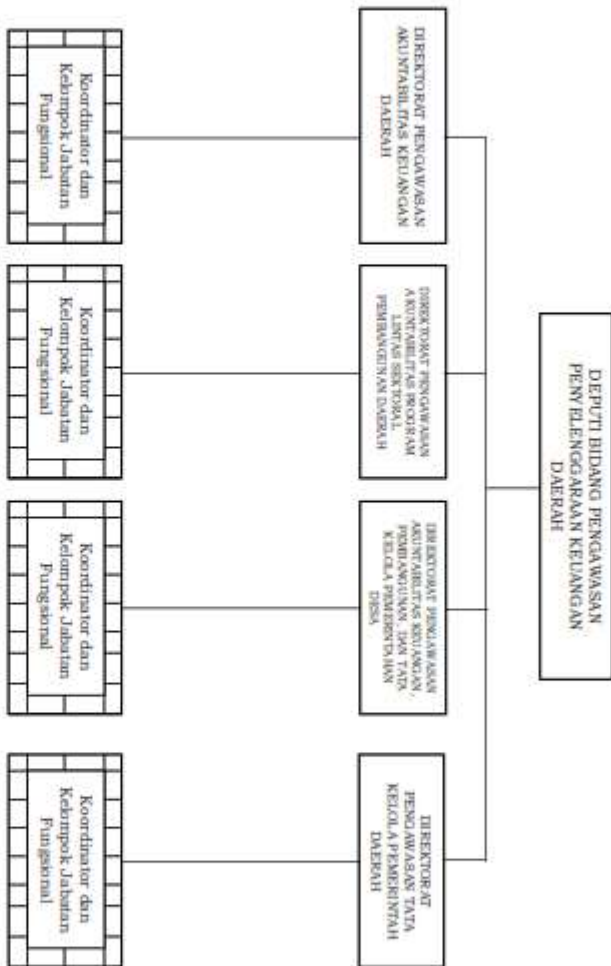 DEPUTI BIDANG PENGAWASAN
PENYELENGGARAAN KEUANGAN
DAERAH
DIREKTORAT PENGAWASAN
AKUNTABILITAS KEUANGAN
DAERAH
DIREKTORAT PENGAWASAN
AKUNTABILITAS PROGRAM
LINTAS SEKTORAL
PEMBANGUNAN DAERAH
DIREKTORAT PENGAWASAN
AKUNTABILITAS KEUANGAN,
PEMBANGUNAN, DAN TATA
KELOLA PEMERINTAHAN
DESA
DIREKTORAT
PENGAWASAN TATA
KELOLA PEMERINTAH
DAERAH
Koordinator dan
Kelompok Jabatan
Fungsional
Koordinator dan
Kelompok Jabatan
Fungsional
Koordinator dan
Kelompok Jabatan
Fungsional
Koordinator dan
Kelompok Jabatan
Fungsional